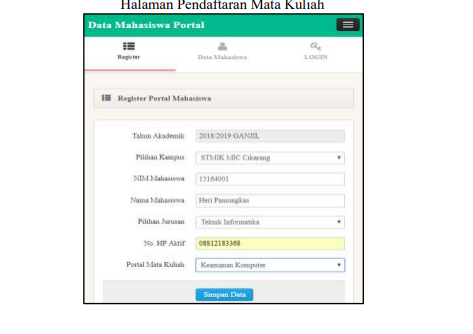 Halaman Pendaftaran Mata Kuliah
Data Mahasiswa Portal
Register
Data Mahasiswa
LOGIN
Register Portal Mahasiswa
Tahun Akademik 2018/2019 GANJIL
Pilihan Kampus STMIK MIC Cikarang
NIM Mahasiswa 15164001
Nama Mahasiswa Heri Pamungkas
Pilihan Jurusan Teknik Informatika
No. HP Aktif 08812183368
Portal Mata Kuliah Keamanan Komputer
Simpan Data